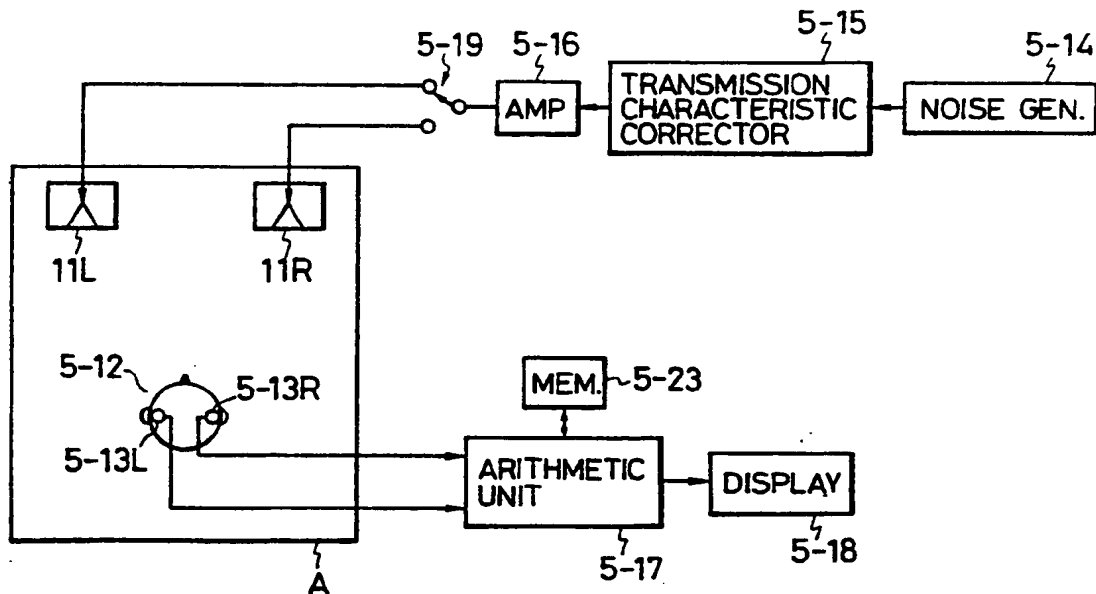 5-19
5-16
5-15
5-14
AMP
TRANSMISSION
CHARACTERISTIC
CORRECTOR
NOISE GEN.
11L
11R
5-12
5-13R
5-13L
MEM.
5-23
ARITHMETIC
UNIT
DISPLAY
5-17
5-18
A